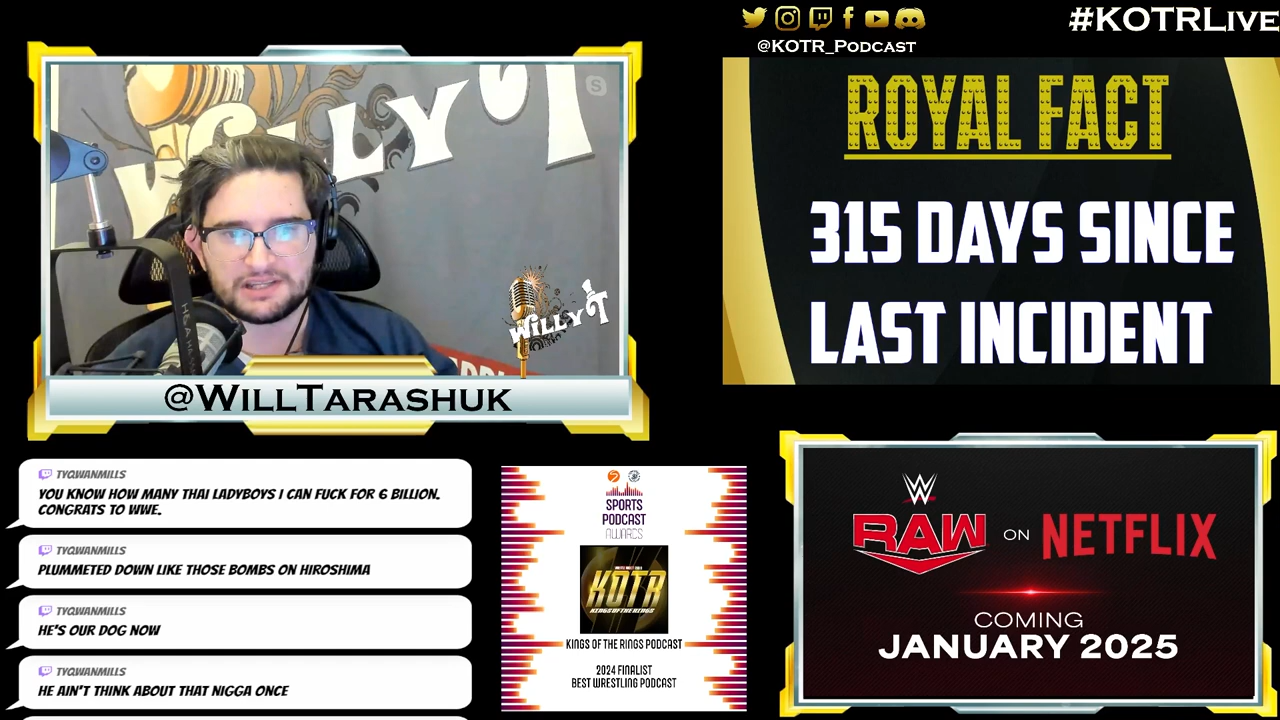 @KOTR_Podcast
#KOTRLive
WILLY T
WILLY T
@WillTarashuk
ROYAL FACT
315 DAYS SINCE
LAST INCIDENT
TYQWANMILLS
YOU KNOW HOW MANY THAI LADYBOYS I CAN FUCK FOR 6 BILLION.
CONGRATS TO WWE.
TYQWANMILLS
PLUMMETED DOWN LIKE THOSE BOMBS ON HIROSHIMA
TYQWANMILLS
HE'S OUR DOG NOW
TYQWANMILLS
HE AIN'T THINK ABOUT THAT NIGGA ONCE
SPORTS
PODCAST
AWARDS
KOTR
KINGS OF THE RINGS
KINGS OF THE RINGS PODCAST
2024 FINALIST
BEST WRESTLING PODCAST
W
RAW ON NETFLIX
COMING
JANUARY 2025